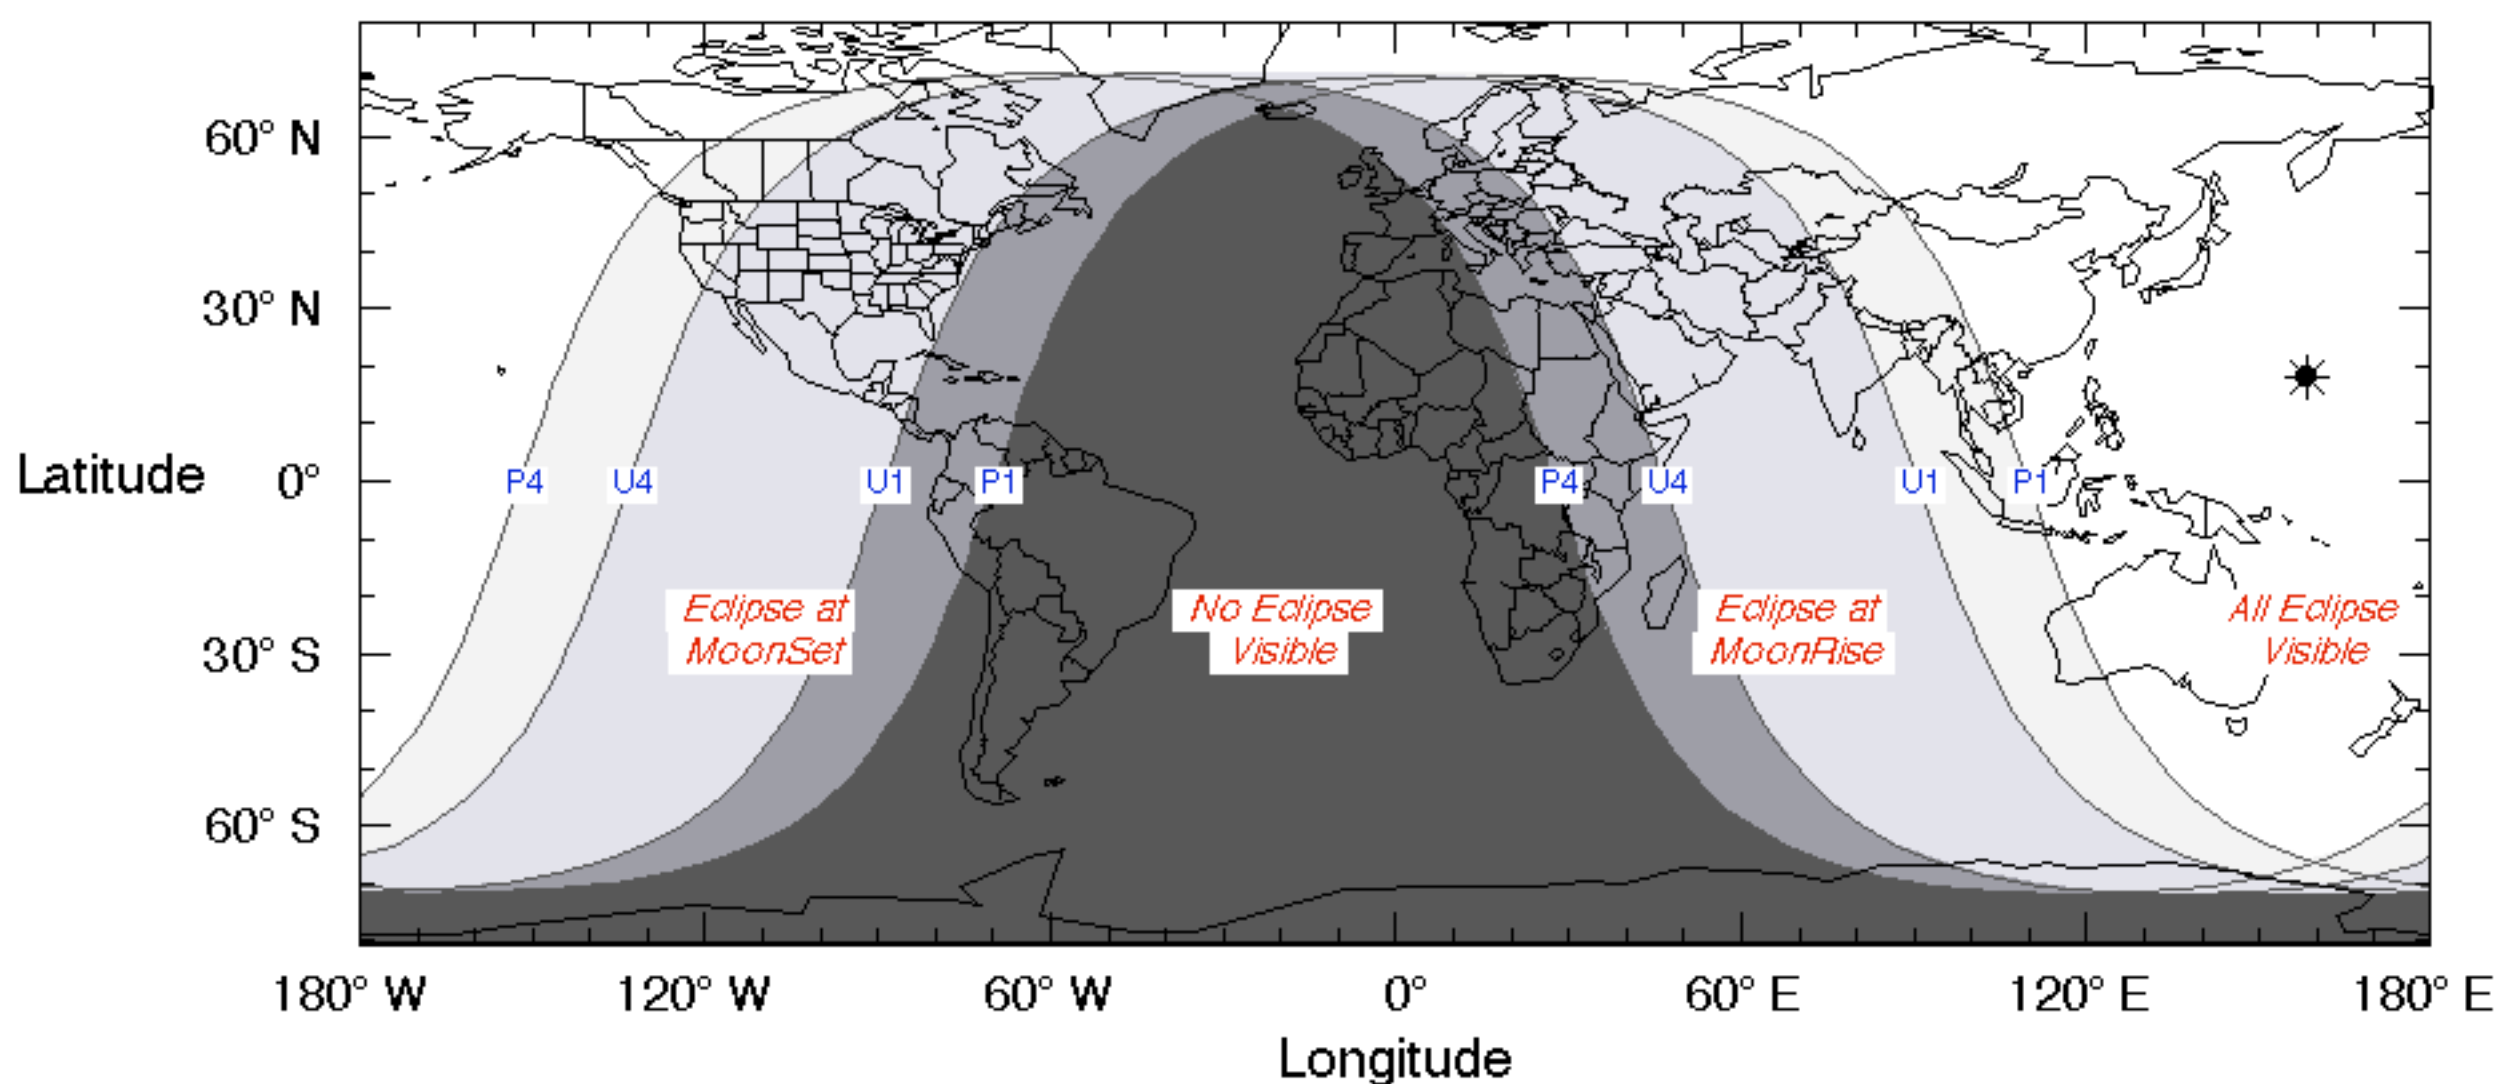 60° N
30° N
Latitude 0°
30° S
60° S
P4 U4 U1 P1 P4 U4 U1 P1
Eclipse at
MoonSet
No Eclipse
Visible
Eclipse at
MoonRise
All Eclipse
Visible
180° W 120° W 60° W 0° 60° E 120° E 180° E
Longitude